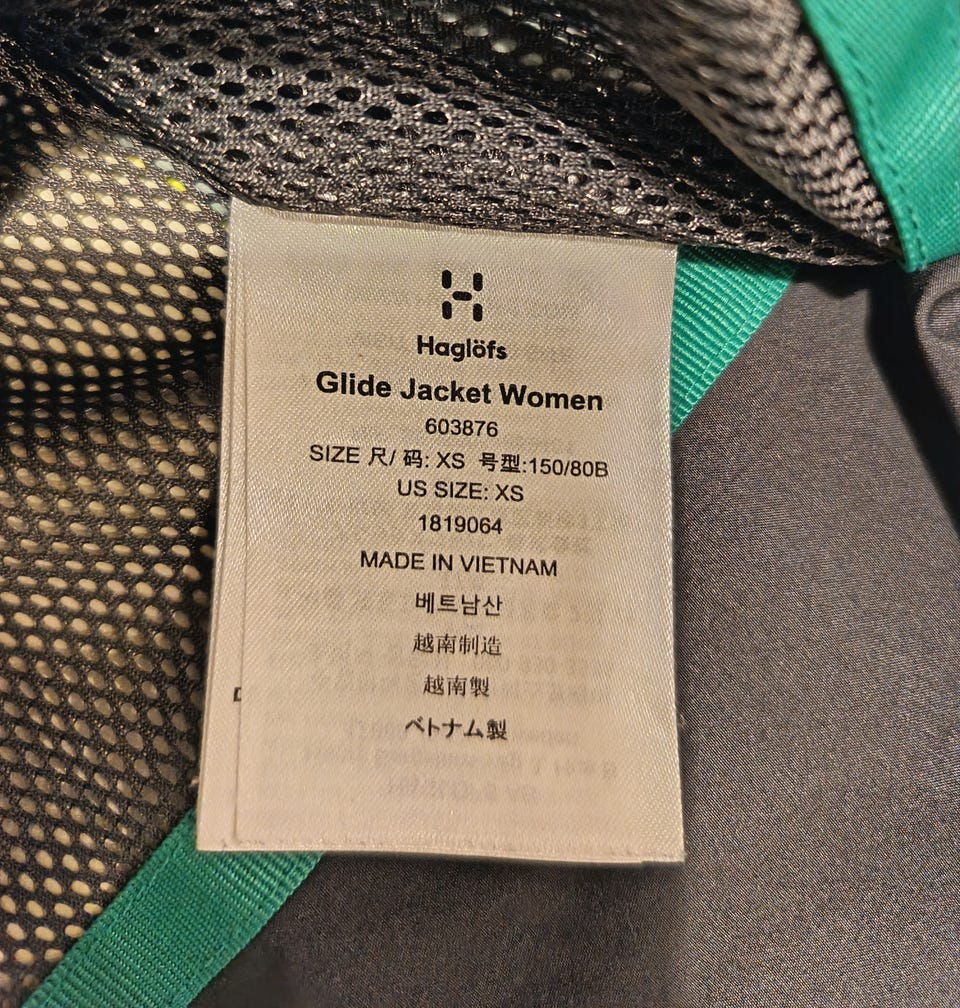 Haglöfs
Glide Jacket Women
603876
SIZE 尺/ 码: XS 号型:150/80B
US SIZE: XS
1819064
MADE IN VIETNAM
베트남산
越南制造
越南製
ベトナム製